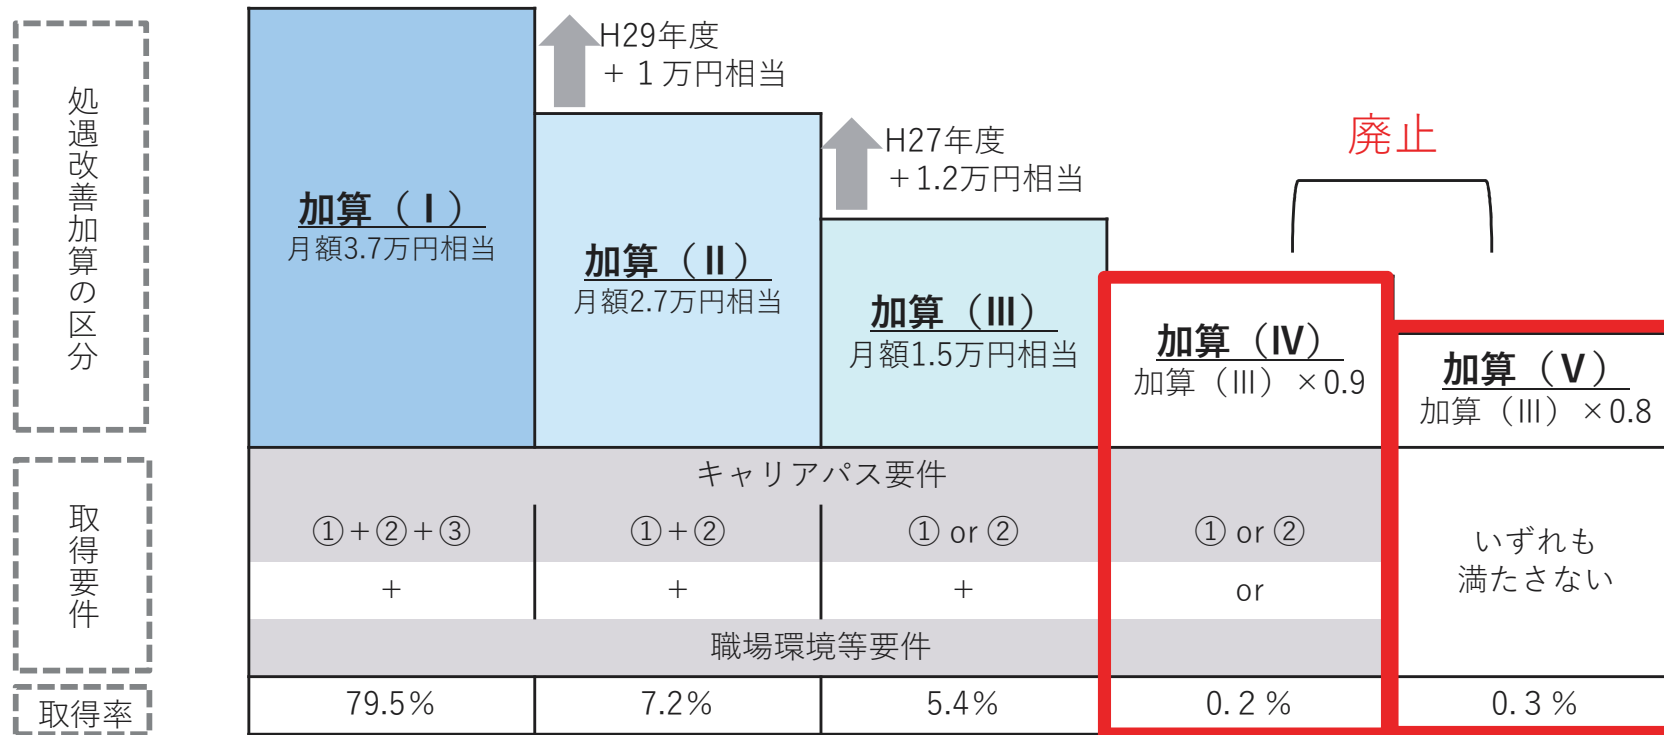 処遇改善加算の区分
H29年度
+ 1万円相当
H27年度
+1.2万円相当
廃止
加算（Ⅰ）
月額3.7万円相当
加算（Ⅱ）
月額2.7万円相当
加算（Ⅲ）
月額1.5万円相当
加算（Ⅳ）
加算（Ⅲ）×0.9
加算（Ⅴ）
加算（Ⅲ）×0.8
取得要件
キャリアパス要件
①+②+③
①+②
① or ②
① or ②
いずれも
満たさない
+
+
+
or
職場環境等要件
取得率
79.5%
7.2%
5.4%
0.2%
0.3%